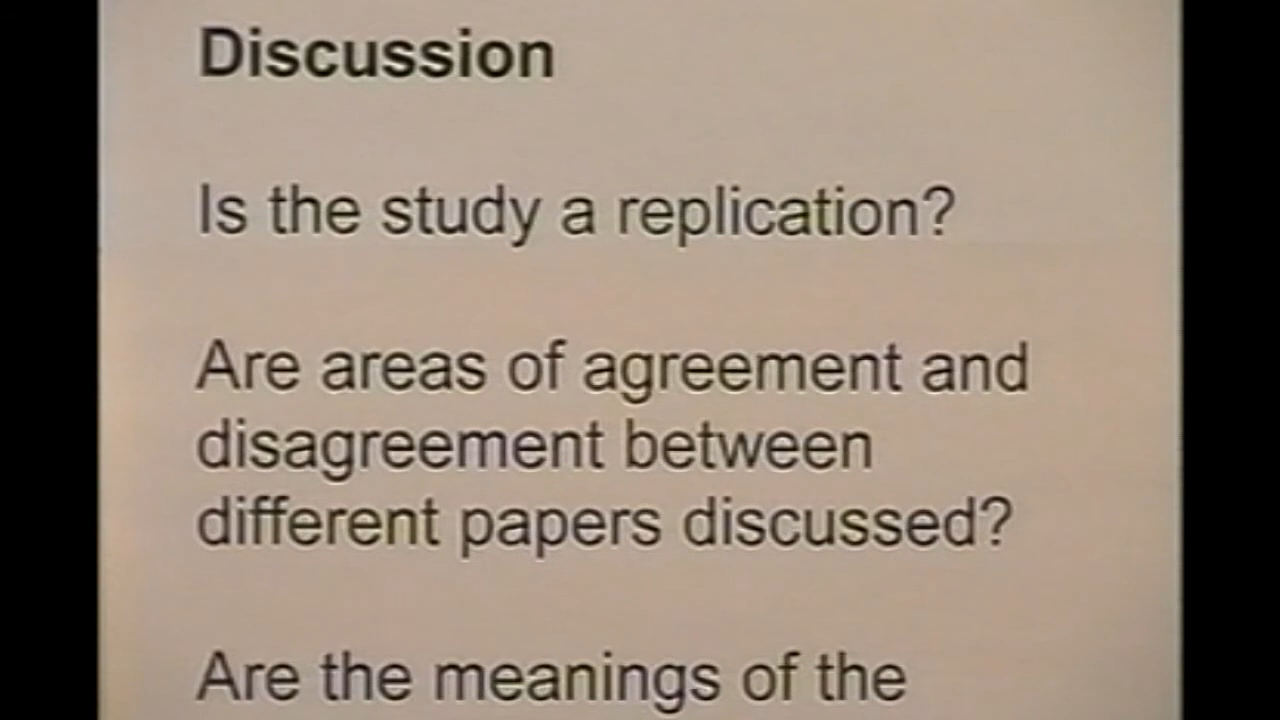 Discussion
Is the study a replication?
Are areas of agreement and
disagreement between
different papers discussed?
Are the meanings of the